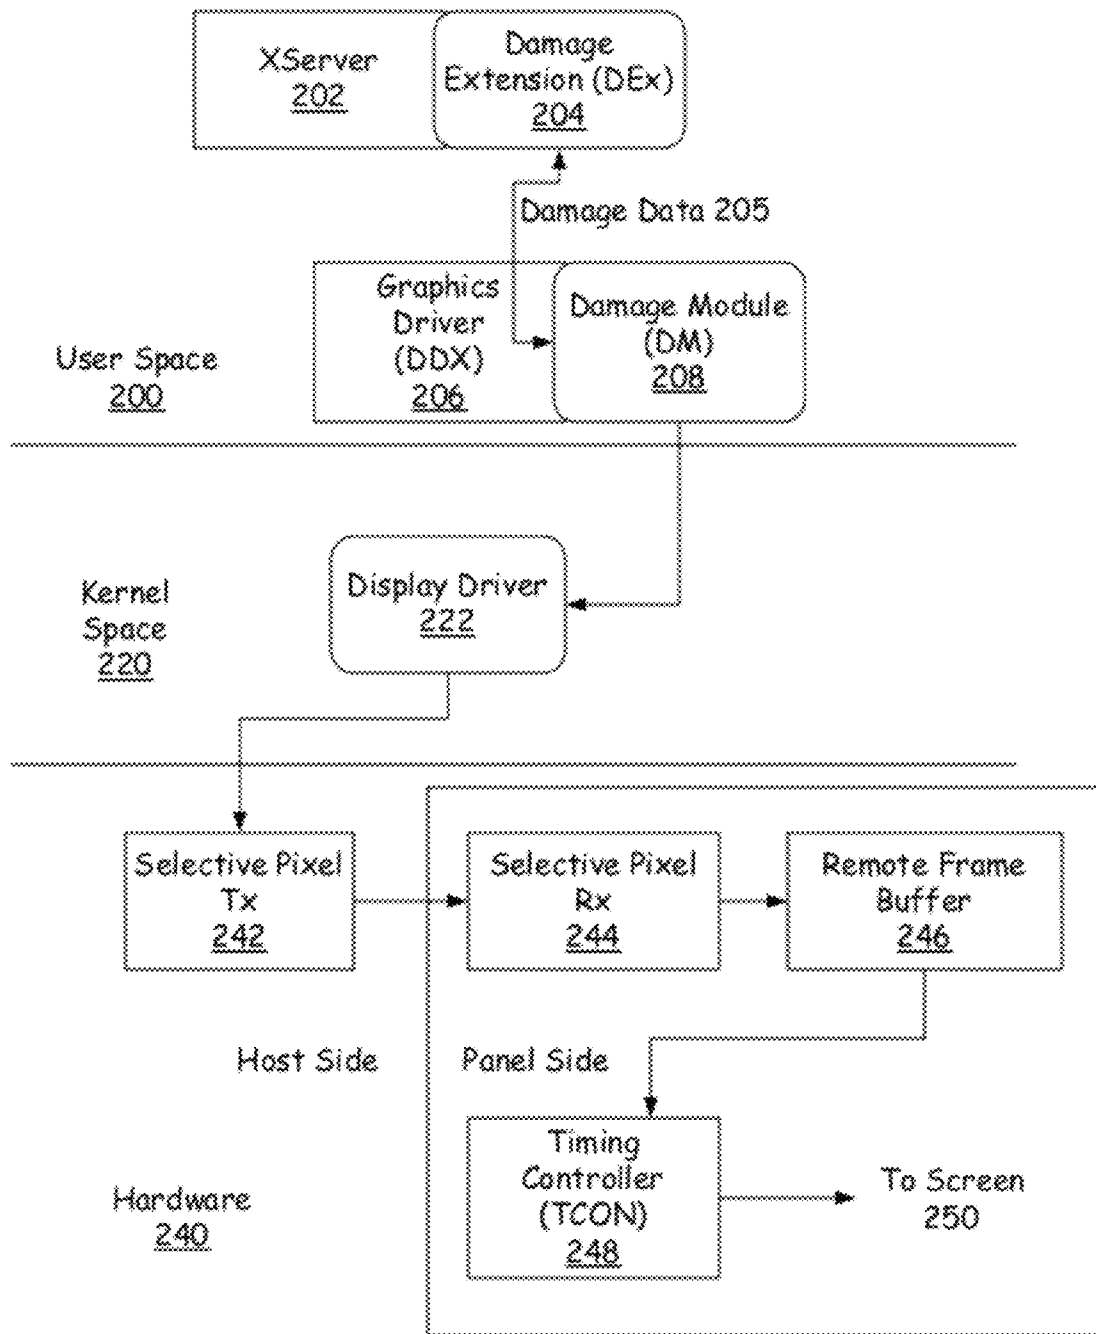 XServer
202
Damage
Extension (DEx)
204
Damage Data 205
Graphics
Driver
(DDX)
206
Damage Module
(DM)
208
User Space
200
Kernel
Space
220
Display Driver
222
Selective Pixel
Tx
242
Selective Pixel
Rx
244
Remote Frame
Buffer
246
Host Side
Panel Side
Timing
Controller
(TCON)
248
To Screen
250
Hardware
240